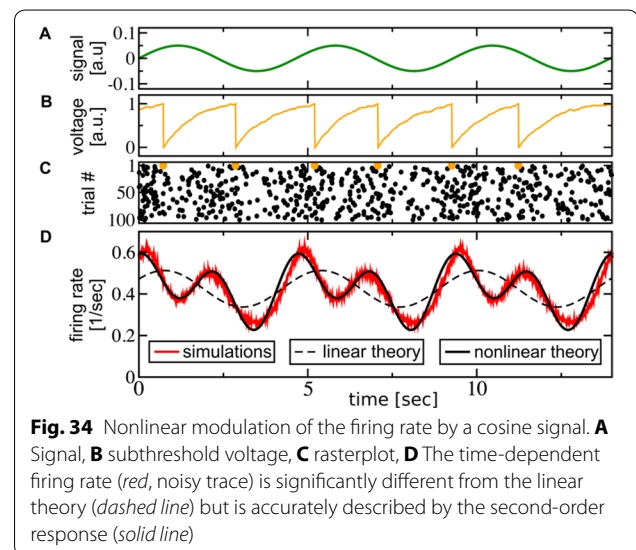 A
signal
[a.u]
0.1
0
-0.1
B
voltage
[a.u.]
1
0
C
trial #
1
50
100
D
firing rate
[1/sec]
0.6
0.4
0.2
0
simulations
linear theory
nonlinear theory
0
5
10
time [sec]
Fig. 34 Nonlinear modulation of the firing rate by a cosine signal. A
Signal, B subthreshold voltage, C rasterplot, D The time-dependent
firing rate (red, noisy trace) is significantly different from the linear
theory (dashed line) but is accurately described by the second-order
response (solid line)